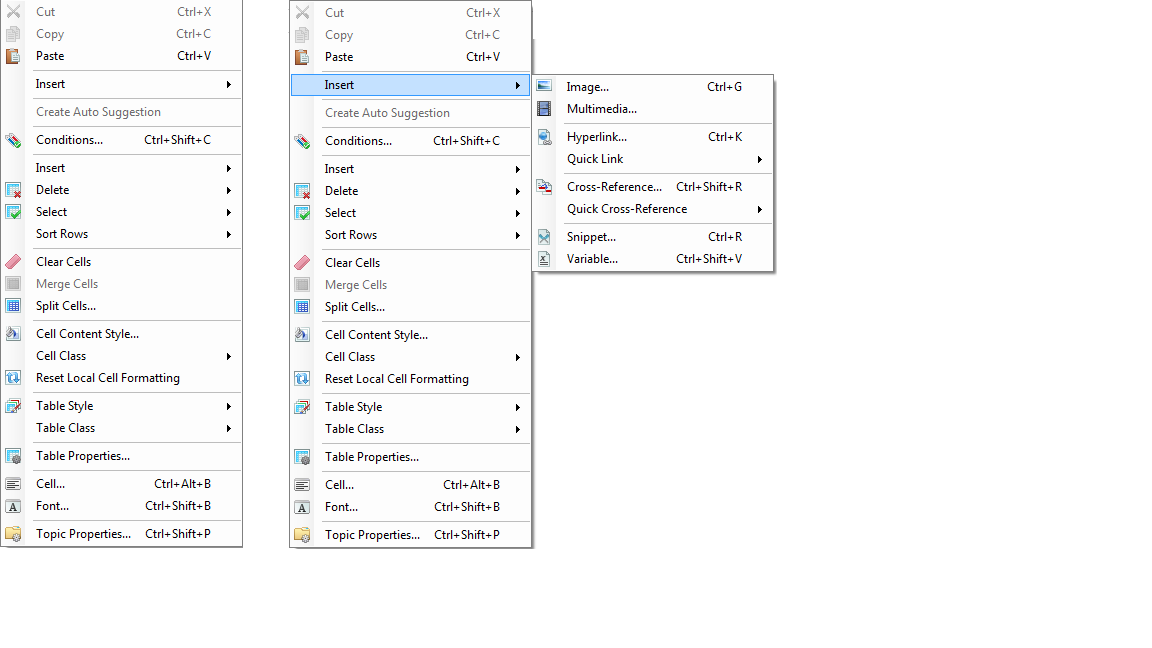 Cut Ctrl+X
Copy Ctrl+C
Paste Ctrl+V
Insert
Create Auto Suggestion
Conditions... Ctrl+Shift+C
Insert
Delete
Select
Sort Rows
Clear Cells
Merge Cells
Split Cells...
Cell Content Style...
Cell Class
Reset Local Cell Formatting
Table Style
Table Class
Table Properties...
Cell... Ctrl+Alt+B
Font... Ctrl+Shift+B
Topic Properties... Ctrl+Shift+P
Cut Ctrl+X
Copy Ctrl+C
Paste Ctrl+V
Insert
Create Auto Suggestion
Conditions... Ctrl+Shift+C
Insert
Delete
Select
Sort Rows
Clear Cells
Merge Cells
Split Cells...
Cell Content Style...
Cell Class
Reset Local Cell Formatting
Table Style
Table Class
Table Properties...
Cell... Ctrl+Alt+B
Font... Ctrl+Shift+B
Topic Properties... Ctrl+Shift+P
Image... Ctrl+G
Multimedia...
Hyperlink... Ctrl+K
Quick Link
Cross-Reference... Ctrl+Shift+R
Quick Cross-Reference
Snippet... Ctrl+R
Variable... Ctrl+Shift+V